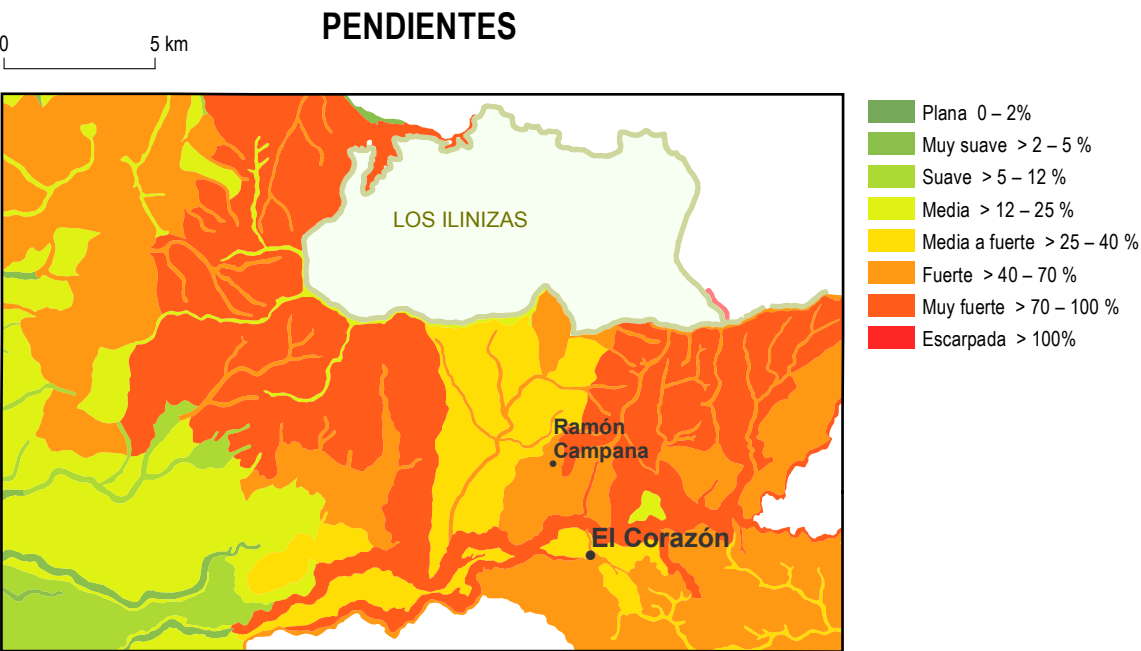 PENDIENTES
0 5 km
LOS ILINIZAS
Ramón
Campana
El Corazón
Plana 0 – 2%
Muy suave > 2 – 5 %
Suave > 5 – 12 %
Media > 12 – 25 %
Media a fuerte > 25 – 40 %
Fuerte > 40 – 70 %
Muy fuerte > 70 – 100 %
Escarpada > 100%